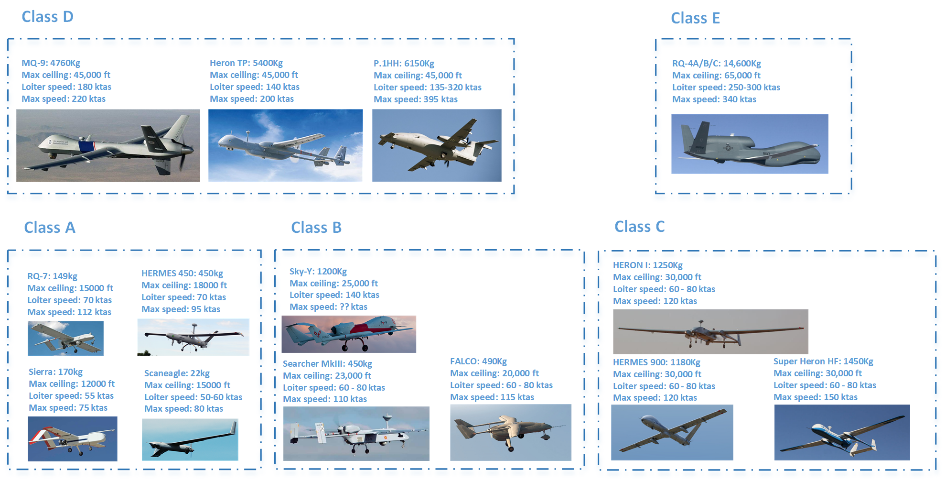 Class D
MQ-9: 4760Kg
Max ceiling: 45,000 ft
Loiter speed: 180 ktas
Max speed: 220 ktas
Heron TP: 5400Kg
Max ceiling: 45,000 ft
Loiter speed: 140 ktas
Max speed: 200 ktas
P.1HH: 6150Kg
Max ceiling: 45,000 ft
Loiter speed: 135-320 ktas
Max speed: 395 ktas
Class E
RQ-4A/B/C: 14,600Kg
Max ceiling: 65,000 ft
Loiter speed: 250-300 ktas
Max speed: 340 ktas
Class A
RQ-7: 149kg
Max ceiling: 15000 ft
Loiter speed: 70 ktas
Max speed: 112 ktas
HERMES 450: 450kg
Max ceiling: 18000 ft
Loiter speed: 70 ktas
Max speed: 95 ktas
Sierra: 170kg
Max ceiling: 12000 ft
Loiter speed: 55 ktas
Max speed: 75 ktas
Scaneagle: 22kg
Max ceiling: 15000 ft
Loiter speed: 50-60 ktas
Max speed: 80 ktas
Class B
Sky-Y: 1200Kg
Max ceiling: 25,000 ft
Loiter speed: 140 ktas
Max speed: ?? ktas
Searcher MkIII: 450Kg
Max ceiling: 23,000 ft
Loiter speed: 60 - 80 ktas
Max speed: 110 ktas
FALCO: 490Kg
Max ceiling: 20,000 ft
Loiter speed: 60 - 80 ktas
Max speed: 115 ktas
Class C
HERON I: 1250Kg
Max ceiling: 30,000 ft
Loiter speed: 60 - 80 ktas
Max speed: 120 ktas
HERMES 900: 1180Kg
Max ceiling: 30,000 ft
Loiter speed: 60 - 80 ktas
Max speed: 120 ktas
Super Heron HF: 1450Kg
Max ceiling: 30,000 ft
Loiter speed: 60 - 80 ktas
Max speed: 150 ktas